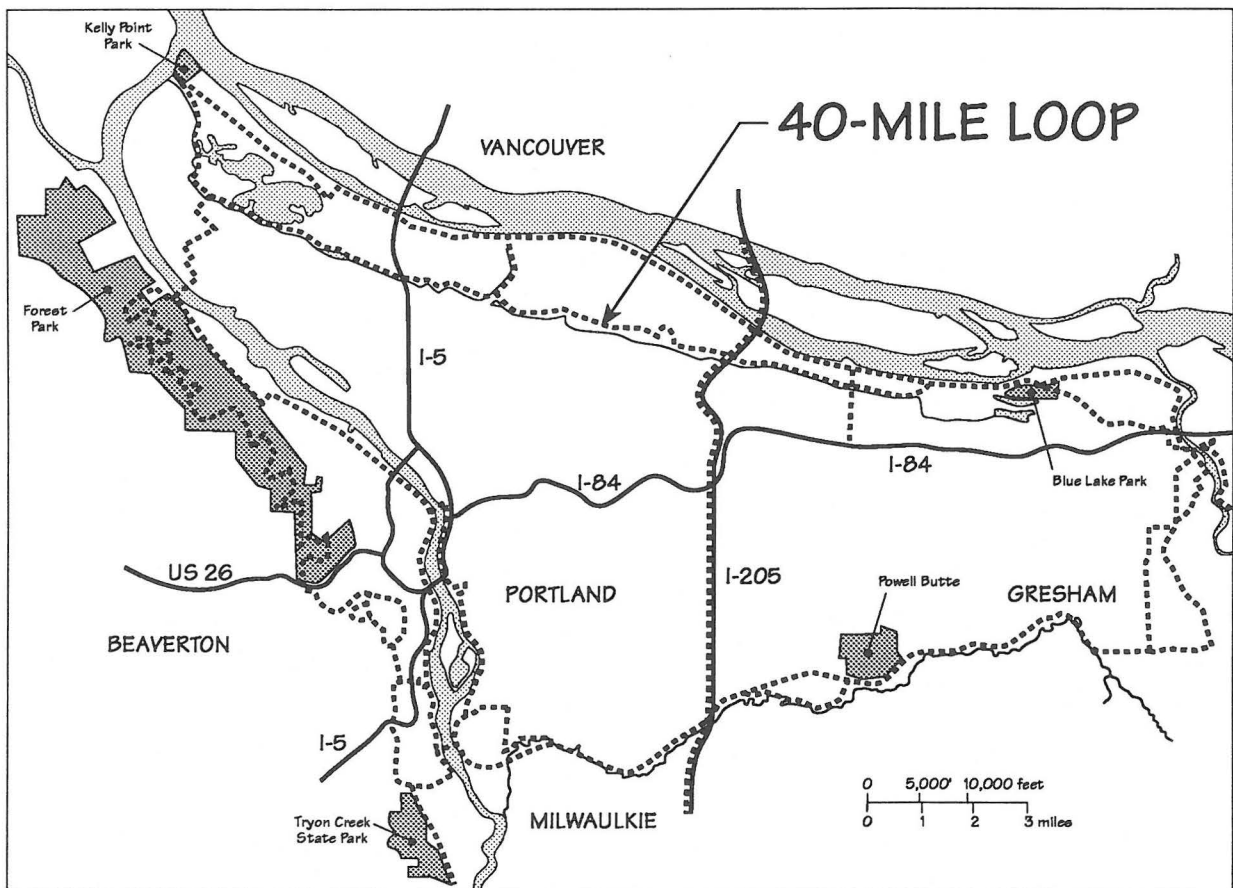 Kelly Point
Park
40-MILE LOOP
VANCOUVER
Forest
Park
I-5
I-84
I-84
Blue Lake Park
US 26
PORTLAND
I-205
Powell Butte
GRESHAM
BEAVERTON
I-5
MILWAULKIE
Tryon Creek
State Park
0 5,000' 10,000 feet
0 1 2 3 miles